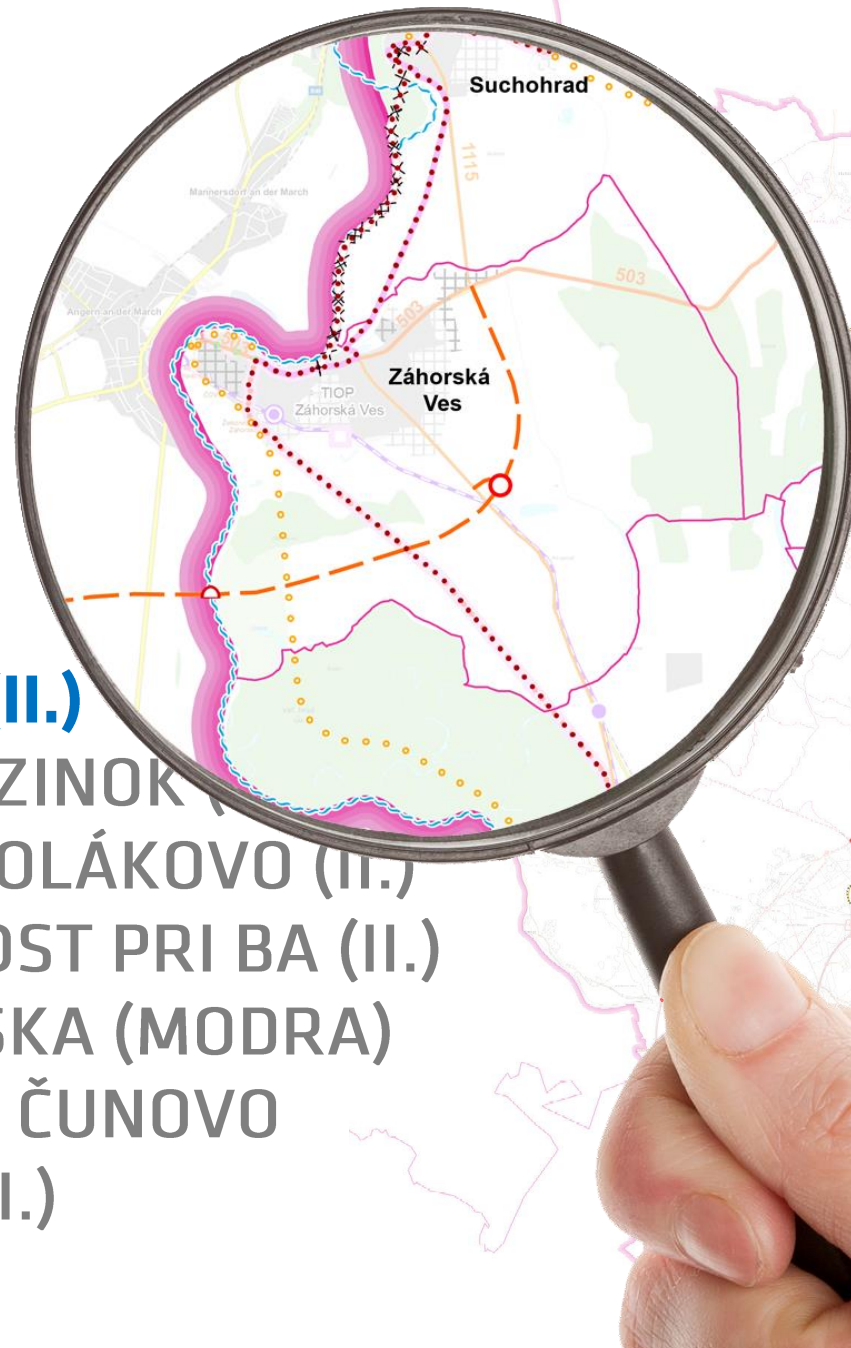 Suchohrad
1115
Mannersdorf an der March
503
Angern an der March
503
Záhorská
Ves
TIOP
Záhorská Ves
(II.)
ZINOK (
OLÁKOVO (II.)
OST PRI BA (II.)
SKA (MODRA)
ČUNOVO
I.)